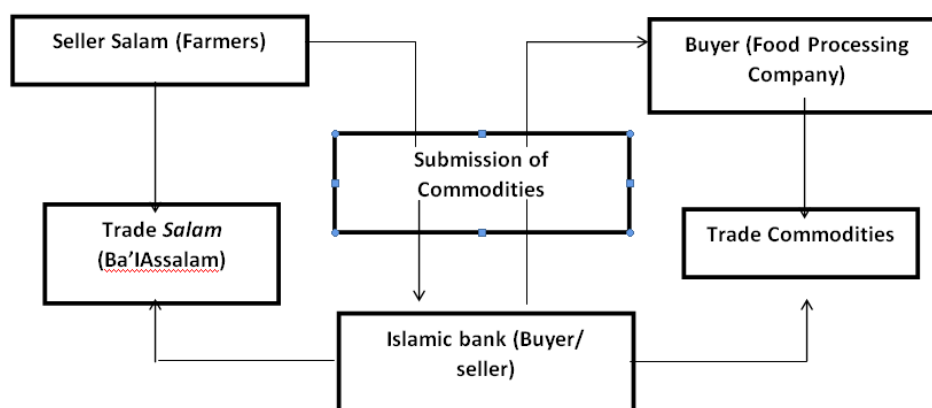 Seller Salam (Farmers)
Buyer (Food Processing
Company)
Submission of
Commodities
Trade Salam
(Ba'IAssalam)
Trade Commodities
Islamic bank (Buyer/
seller)